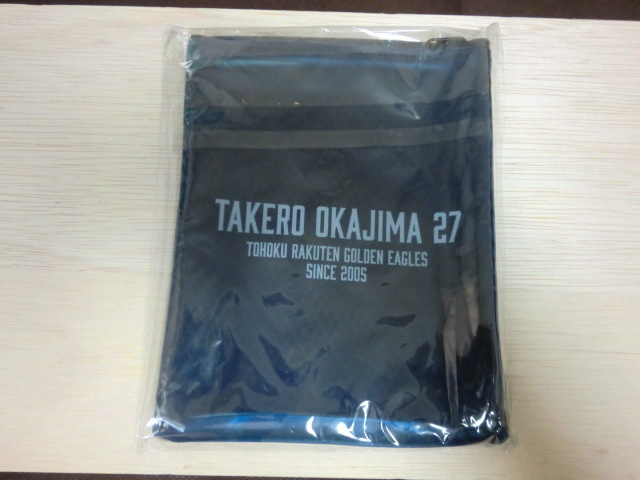 TAKERO OKAJIMA 27
TOHOKU RAKUTEN GOLDEN EAGLES
SINCE 2005